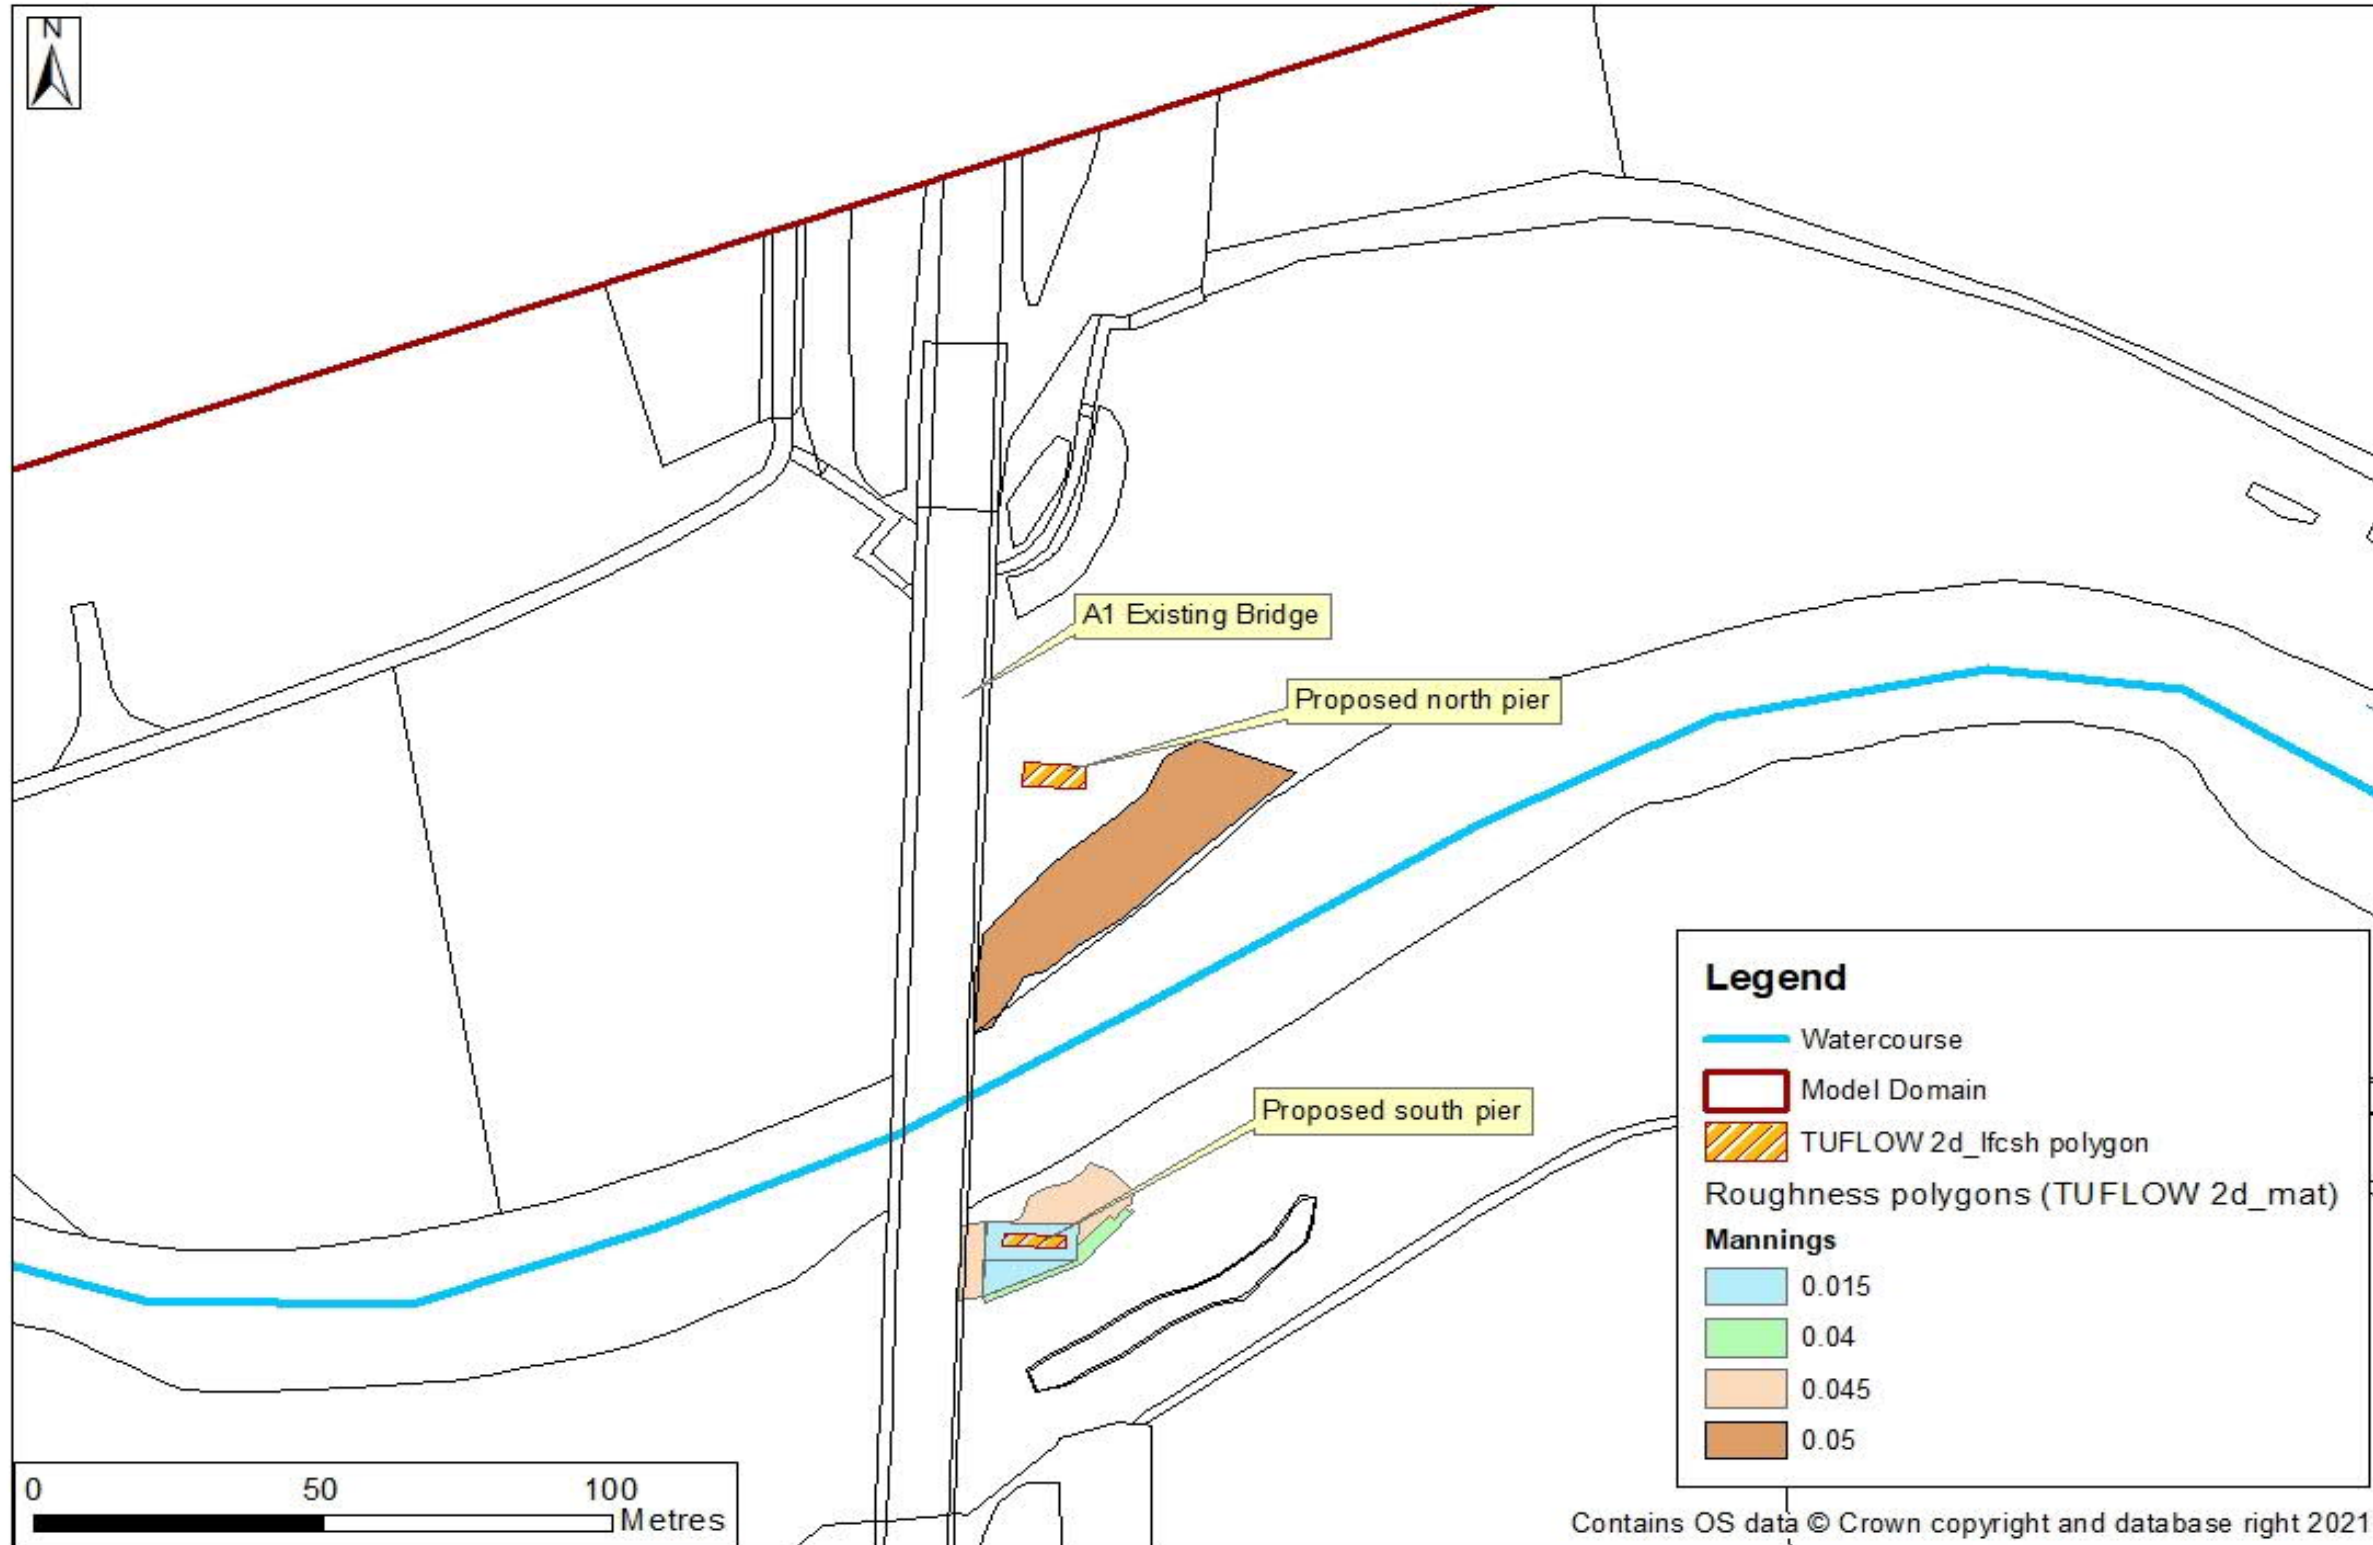 N
A1 Existing Bridge
Proposed north pier
Proposed south pier
Legend
Watercourse
Model Domain
TUFLOW 2d_lfcsh polygon
Roughness polygons (TUFLOW 2d_mat)
Mannings
0.015
0.04
0.045
0.05
0 50 100
Metres
Contains OS data © Crown copyright and database right 2021